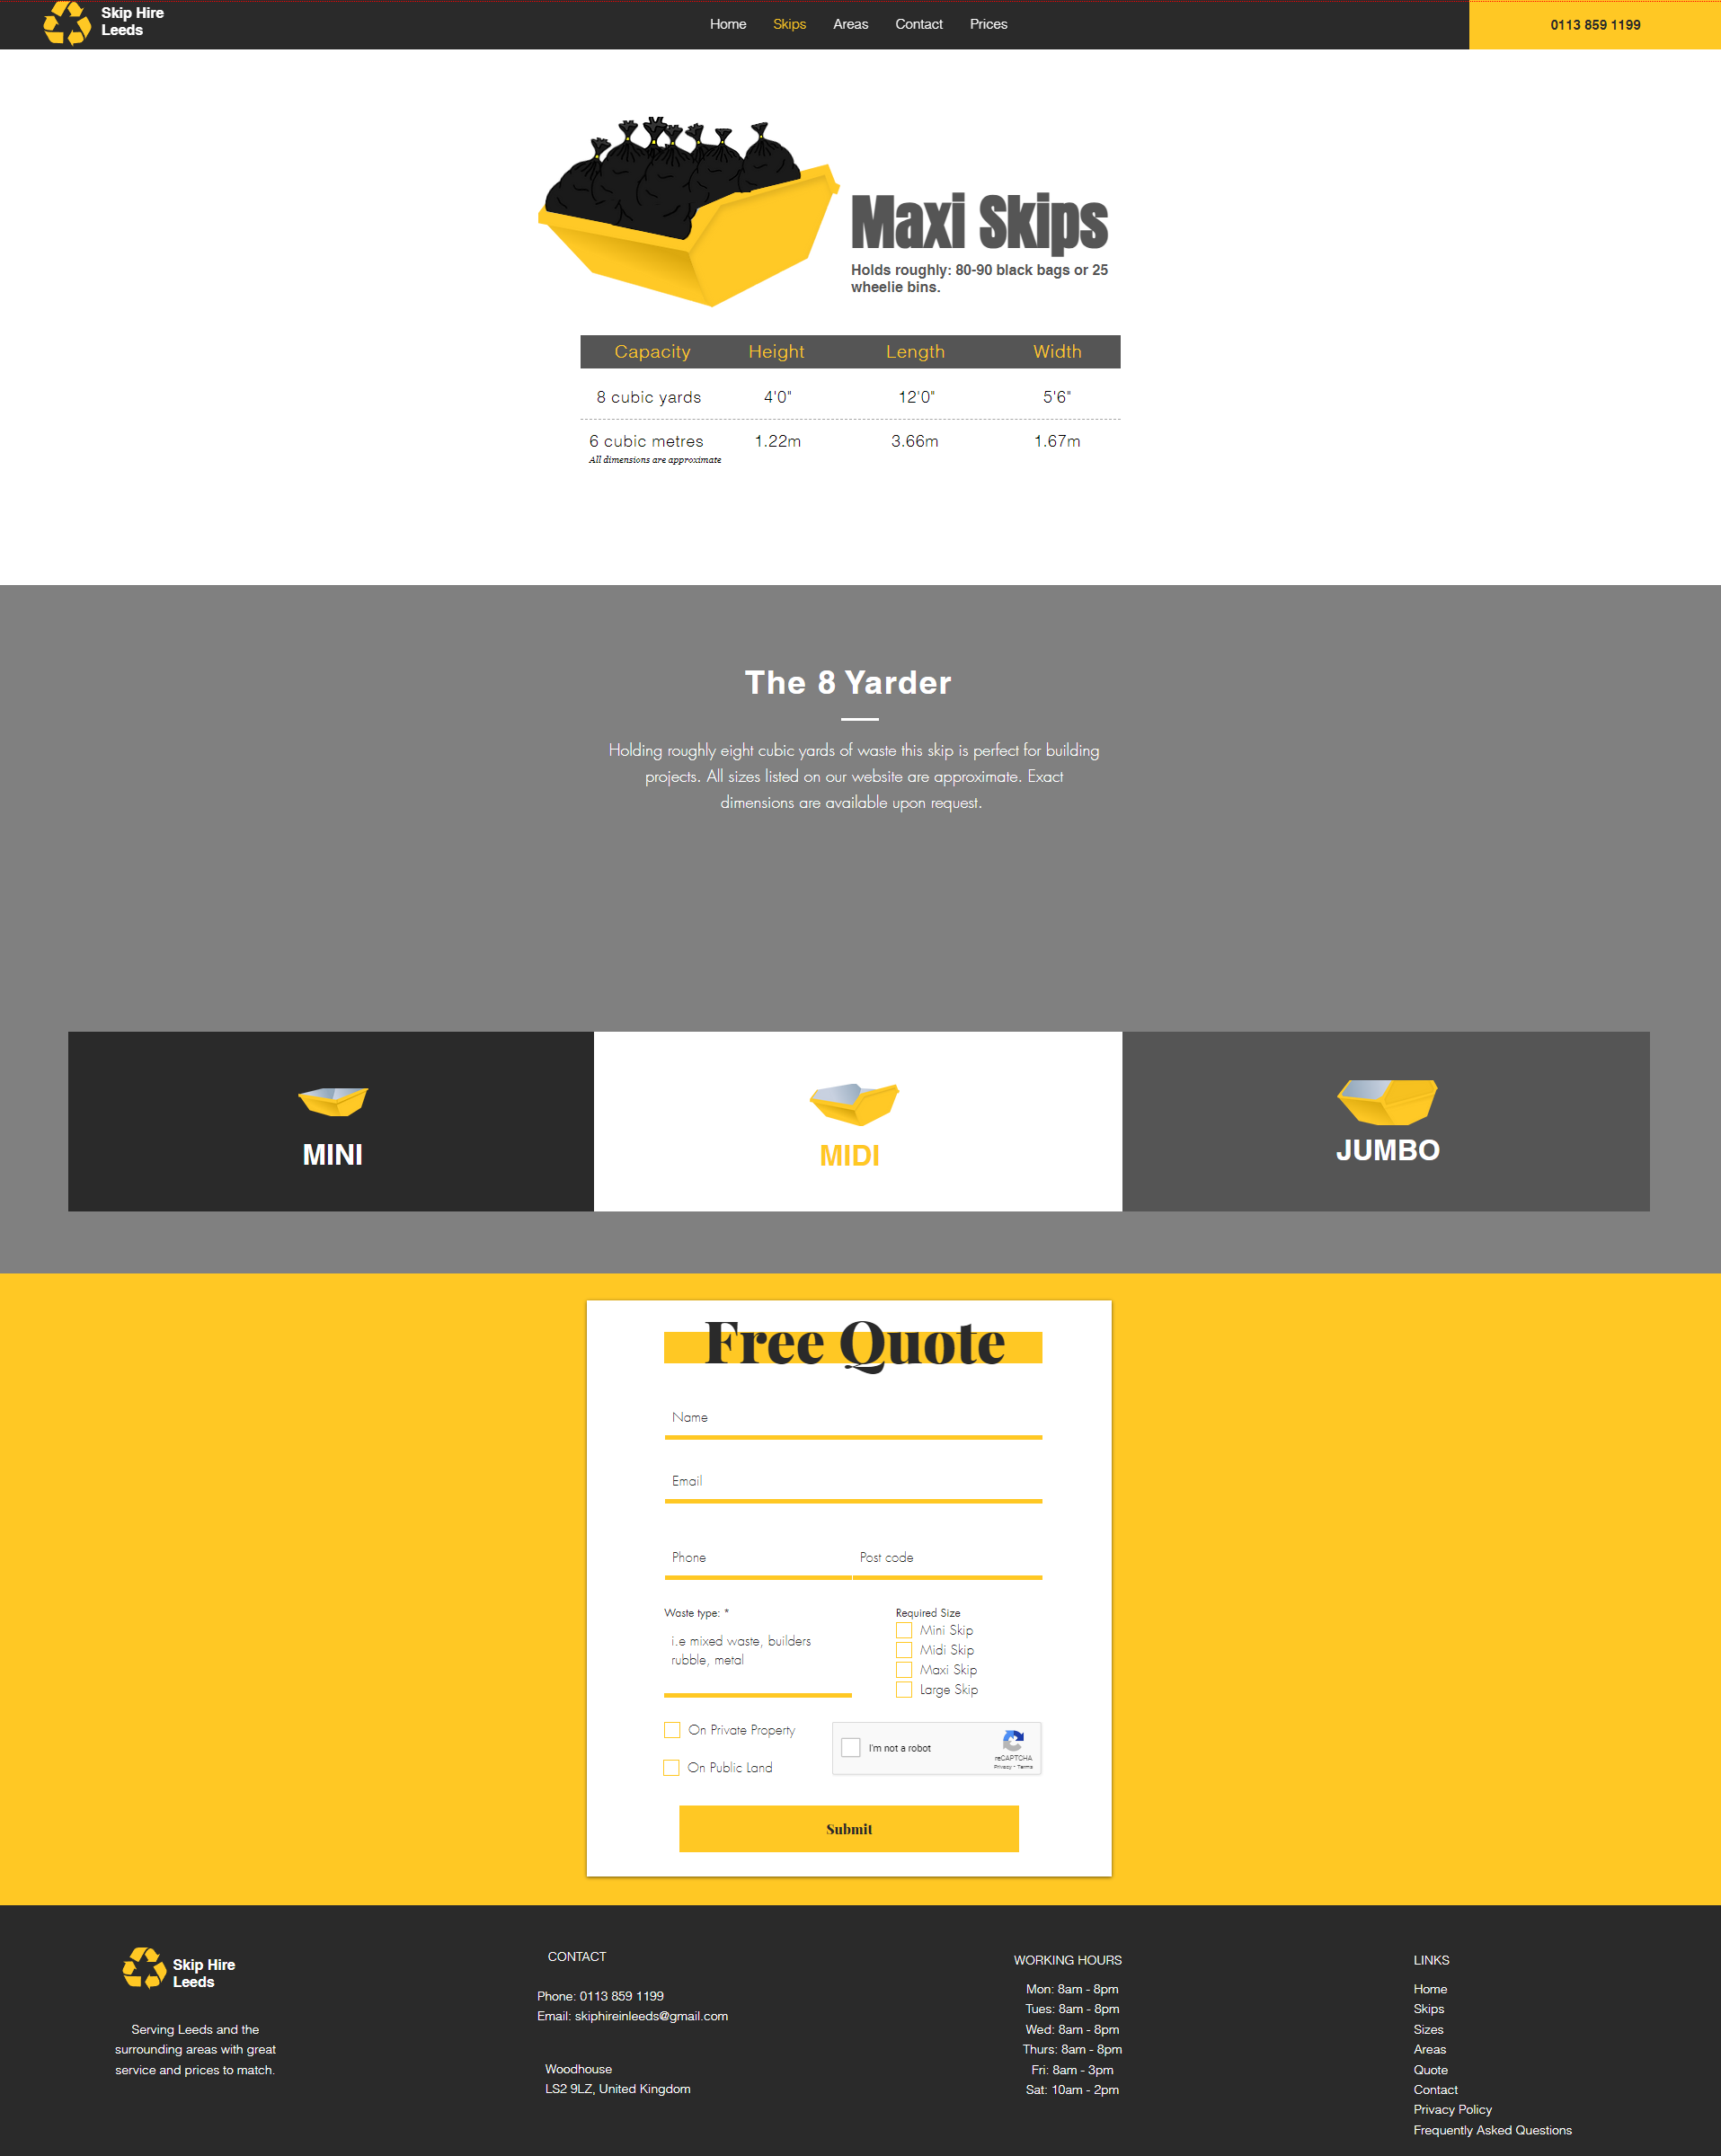 Skip Hire
Leeds
Home Skips Areas Contact Prices
0113 859 1199
Maxi Skips
Holds roughly: 80-90 black bags or 25
wheelie bins.
Capacity Height Length Width
8 cubic yards 4'0" 12'0" 5'6"
6 cubic metres 1.22m 3.66m 1.67m
All dimensions are approximate
The 8 Yarder
Holding roughly eight cubic yards of waste this skip is perfect for building
projects. All sizes listed on our website are approximate. Exact
dimensions are available upon request.
MINI
MIDI
JUMBO
Free Quote
Name
Email
Phone Post code
Waste type: *
i.e mixed waste, builders
rubble, metal
Required Size
Mini Skip
Midi Skip
Maxi Skip
Large Skip
On Private Property
On Public Land
I'm not a robot
reCAPTCHA
Privacy - Terms
Submit
Skip Hire
Leeds
Serving Leeds and the
surrounding areas with great
service and prices to match.
CONTACT
Phone: 0113 859 1199
Email: skiphireinleeds@gmail.com
Woodhouse
LS2 9LZ, United Kingdom
WORKING HOURS
Mon: 8am - 8pm
Tues: 8am - 8pm
Wed: 8am - 8pm
Thurs: 8am - 8pm
Fri: 8am - 3pm
Sat: 10am - 2pm
LINKS
Home
Skips
Sizes
Areas
Quote
Contact
Privacy Policy
Frequently Asked Questions